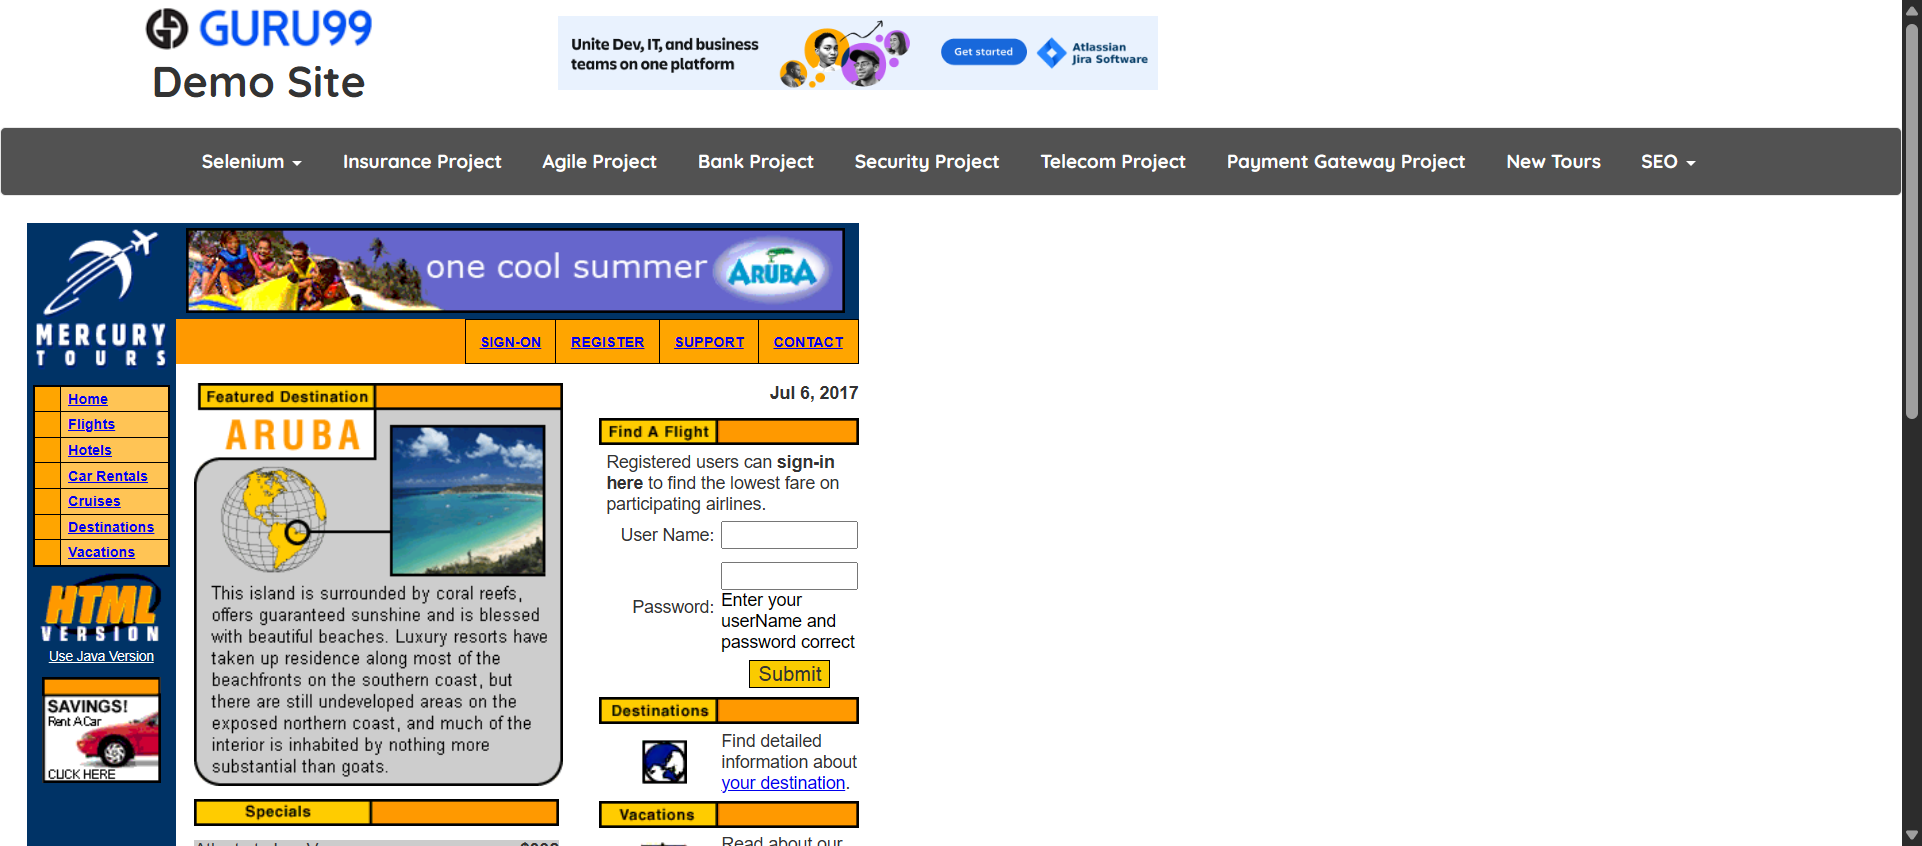 GURU99
Demo Site
Unite Dev, IT, and business
teams on one platform
Get started
Atlassian
Jira Software
Selenium
Insurance Project
Agile Project
Bank Project
Security Project
Telecom Project
Payment Gateway Project
New Tours
SEO
MERCURY
TOURS
one cool summer
ARUBA
SIGN-ON
REGISTER
SUPPORT
CONTACT
Home
Flights
Hotels
Car Rentals
Cruises
Destinations
Vacations
HTML
VERSION
Use Java Version
SAVINGS!
Rent A Car
CLICK HERE
Featured Destination
ARUBA
This island is surrounded by coral reefs,
offers guaranteed sunshine and is blessed
with beautiful beaches. Luxury resorts have
taken up residence along most of the
beachfronts on the southern coast, but
there are still undeveloped areas on the
exposed northern coast, and much of the
interior is inhabited by nothing more
substantial than goats.
Specials
Jul 6, 2017
Find A Flight
Registered users can sign-in
here to find the lowest fare on
participating airlines.
User Name:
Password:
Enter your
userName and
password correct
Submit
Destinations
Find detailed
information about
your destination.
Vacations
Read about our